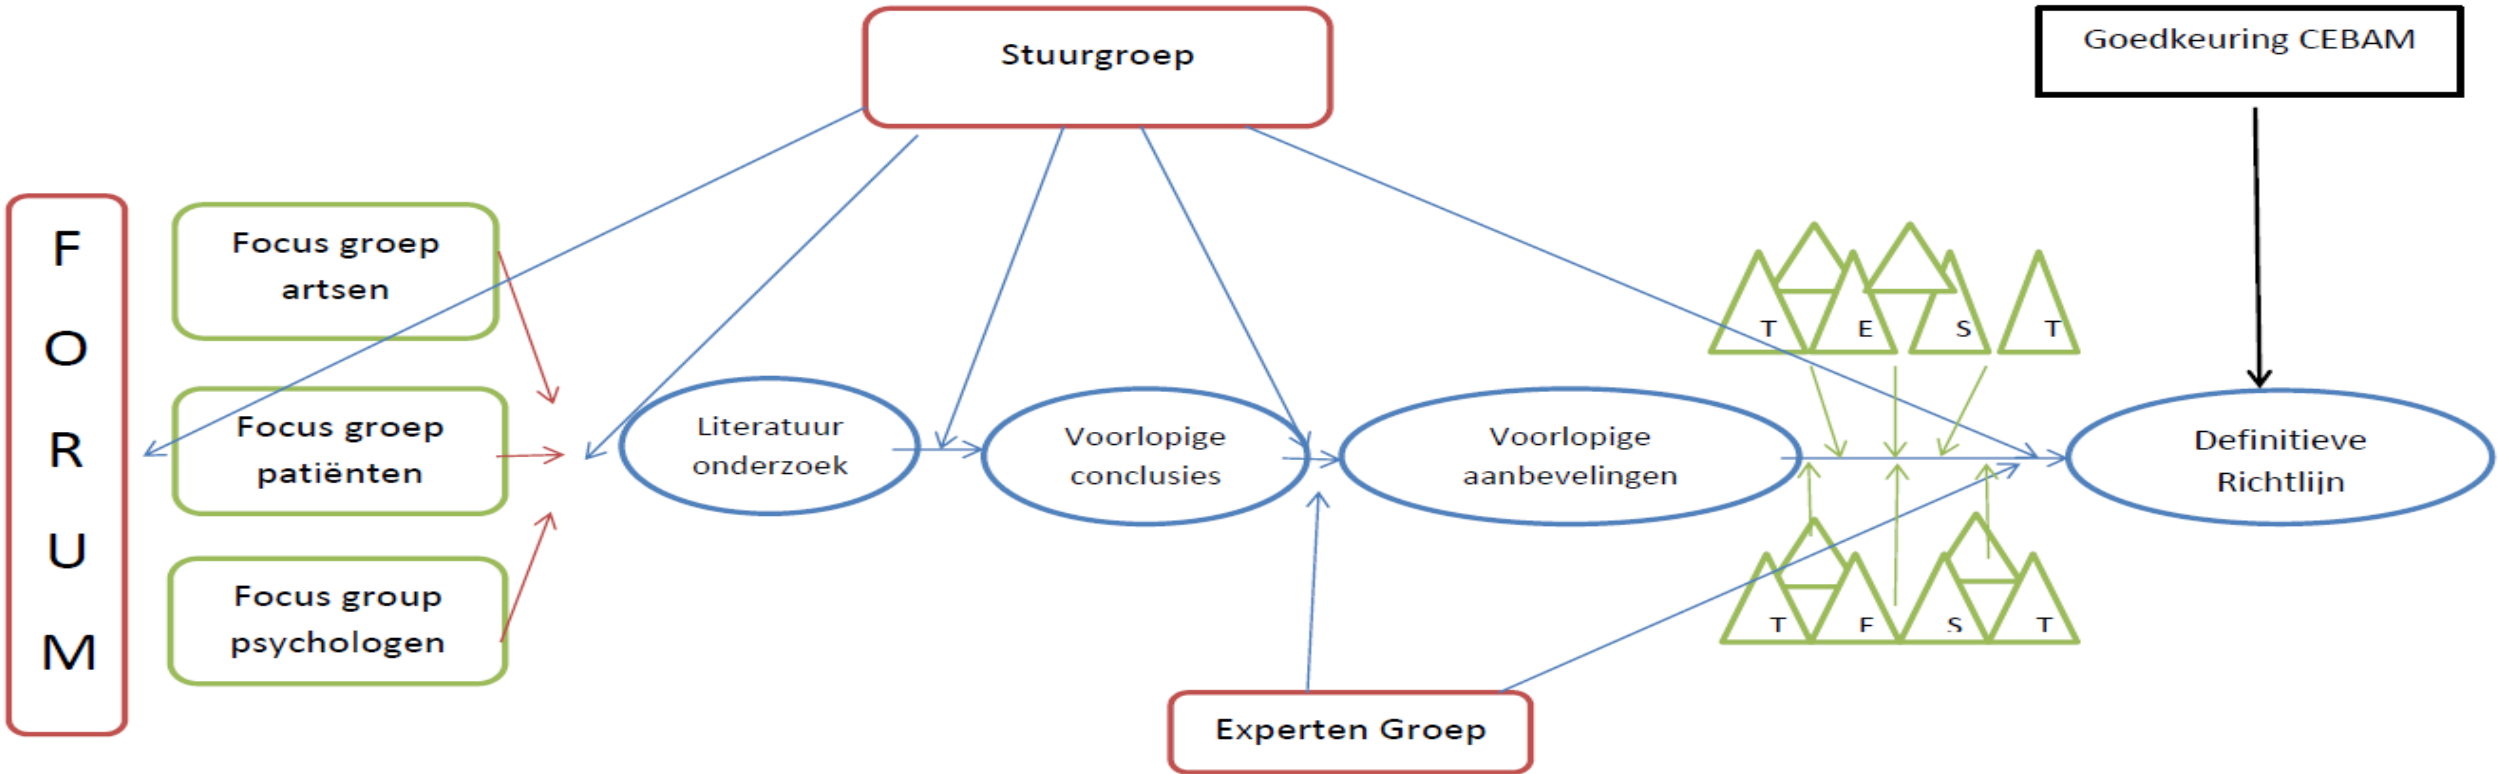 Stuurgroep
Goedkeuring CEBAM
F
O
R
U
M
Focus groep
artsen
Focus groep
patiënten
Focus group
psychologen
Literatuur
onderzoek
Voorlopige
conclusies
Voorlopige
aanbevelingen
T E S T
Definitieve
Richtlijn
T E S T
Experten Groep